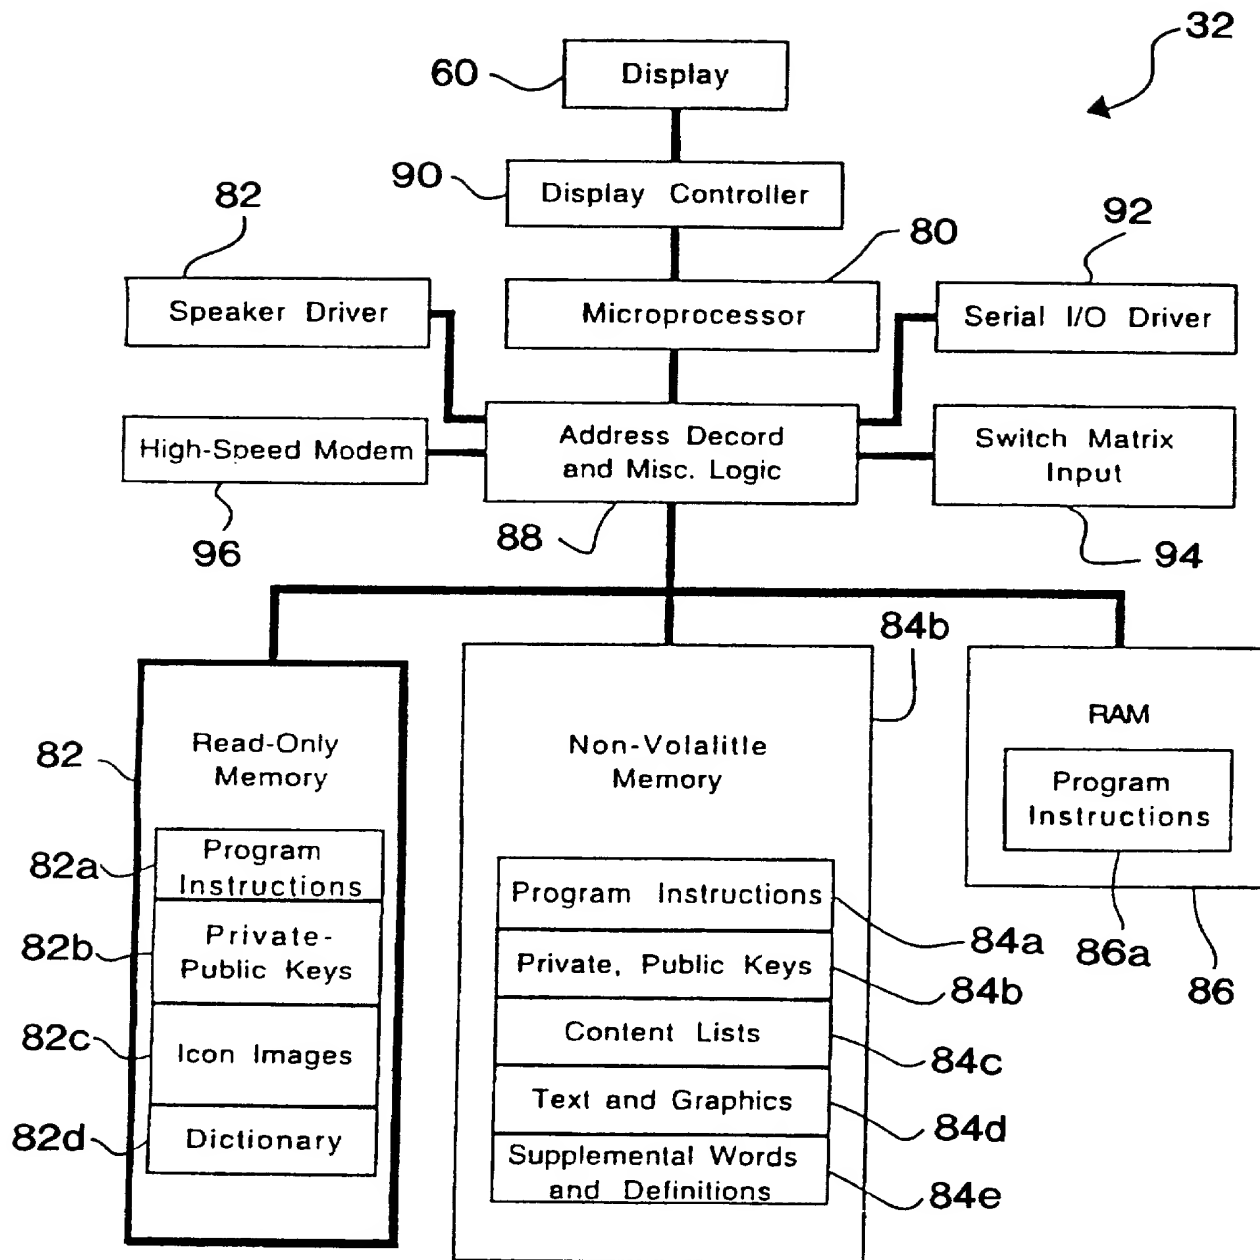 32
60
Display
90
Display Controller
82
80
92
Speaker Driver
Microprocessor
Serial I/O Driver
High-Speed Modem
Address Decord
and Misc. Logic
Switch Matrix
Input
96
88
94
84b
82
Read-Only
Memory
Non-Volalitle
Memory
RAM
Program
Instructions
82a
Program
Instructions
82b
Private-
Public Keys
82c
Icon Images
82d
Dictionary
Program Instructions
84a
Private, Public Keys
84b
Content Lists
84c
Text and Graphics
84d
Supplemental Words
and Definitions
84e
86a
86